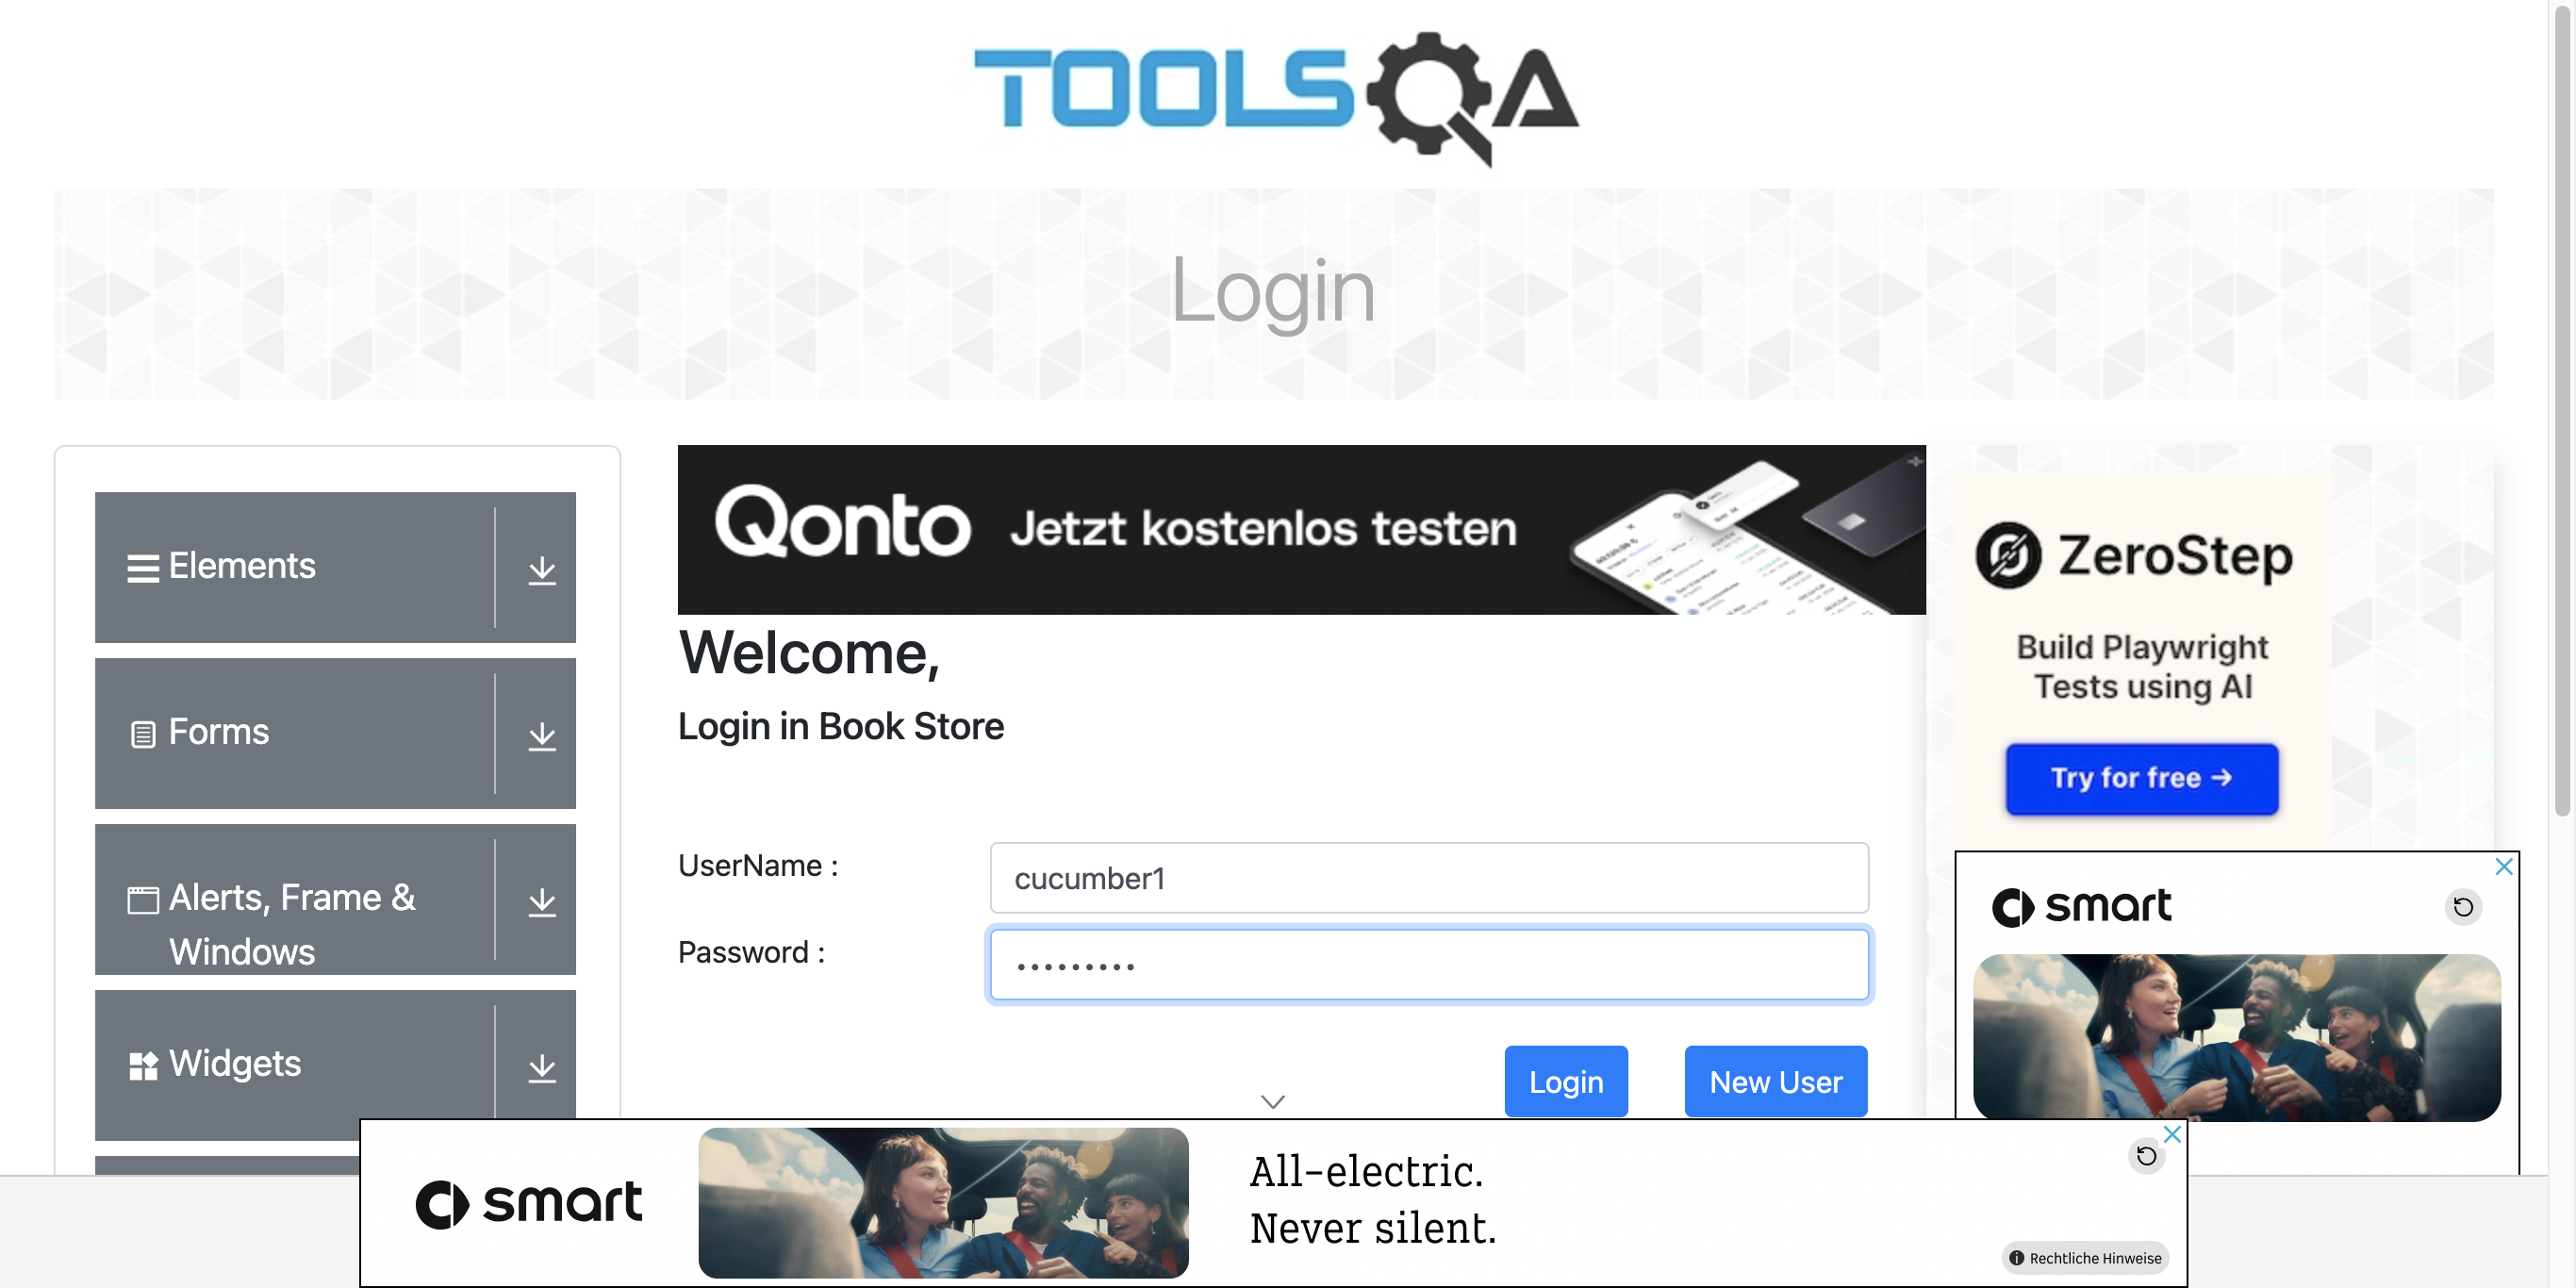 TOOLSQA
Login
Elements
Forms
Alerts, Frame &
Windows
Widgets
Qonto Jetzt kostenlos testen
Welcome,
Login in Book Store
UserName :
cucumber1
Password :
•••••••••
Login
New User
ZeroStep
Build Playwright
Tests using AI
Try for free →
smart
smart
All-electric.
Never silent.
Rechtliche Hinweise